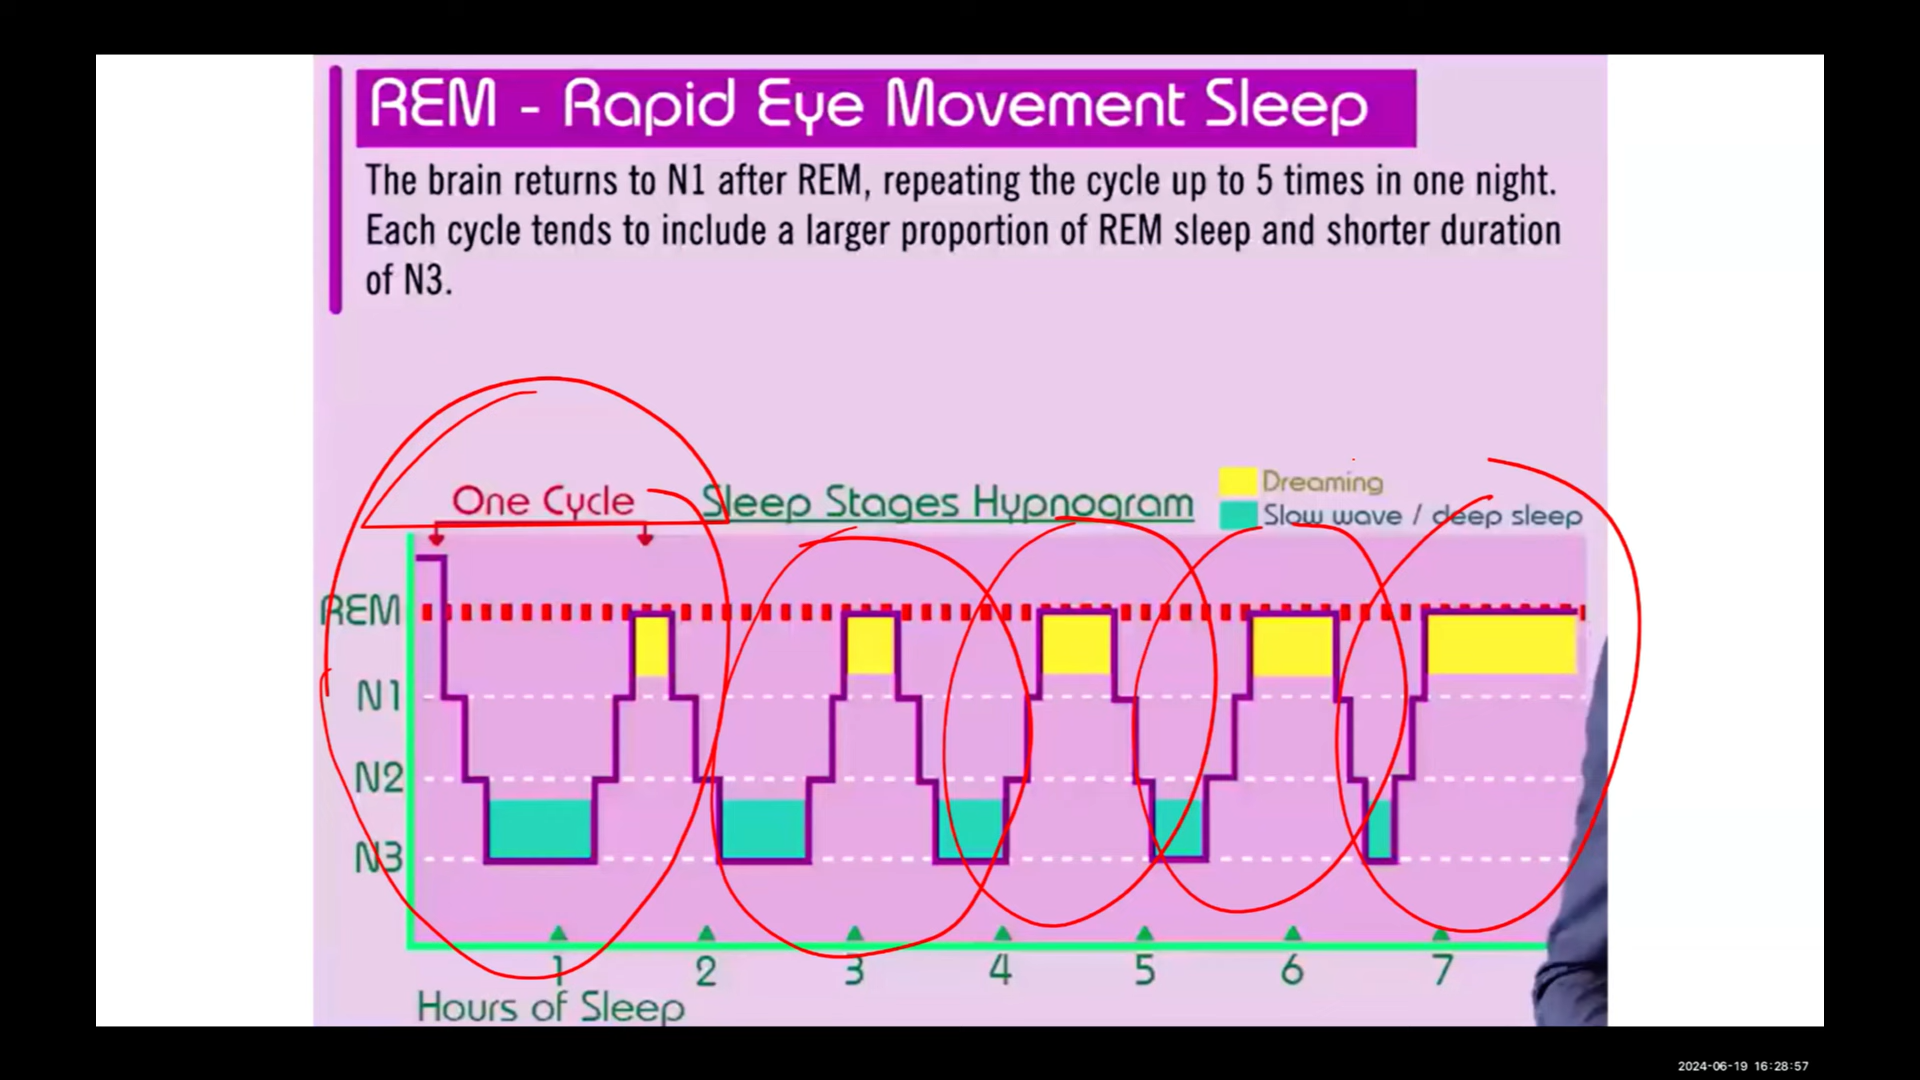 REM - Rapid Eye Movement Sleep
The brain returns to N1 after REM, repeating the cycle up to 5 times in one night.
Each cycle tends to include a larger proportion of REM sleep and shorter duration
of N3.
One Cycle
Sleep Stages Hypnogram
Dreaming
Slow wave / deep sleep
REM
N1
N2
N3
1 2 3 4 5 6 7
Hours of Sleep
2024-06-19 16:28:57